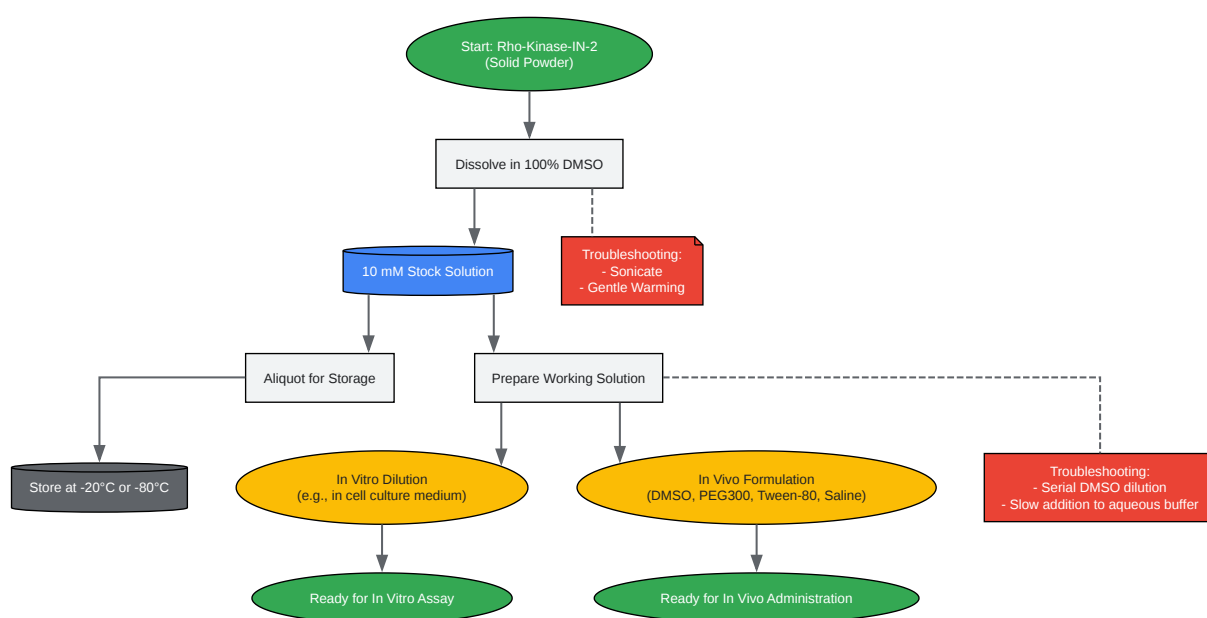 Start: Rho-Kinase-IN-2
(Solid Powder)
Dissolve in 100% DMSO
10 mM Stock Solution
Troubleshooting:
- Sonicate
- Gentle Warming
Aliquot for Storage
Prepare Working Solution
Store at -20°C or -80°C
In Vitro Dilution
(e.g., in cell culture medium)
In Vivo Formulation
(DMSO, PEG300, Tween-80, Saline)
Troubleshooting:
- Serial DMSO dilution
- Slow addition to aqueous buffer
Ready for In Vitro Assay
Ready for In Vivo Administration